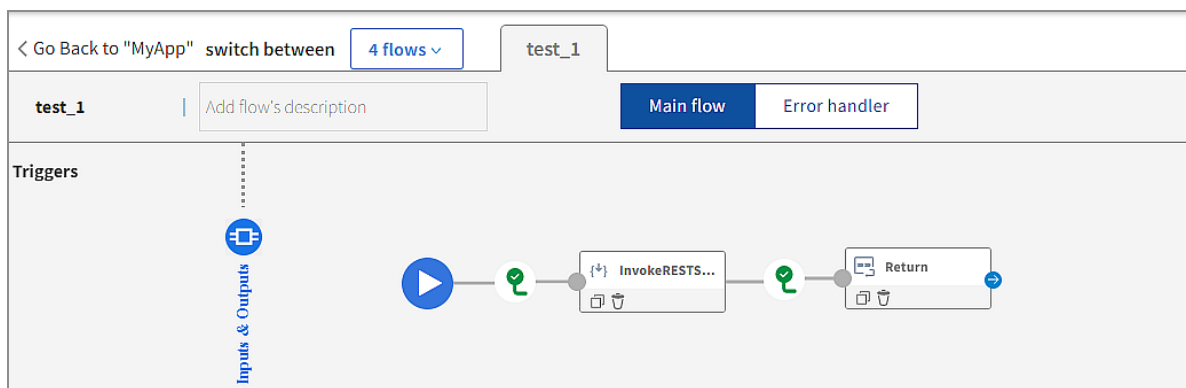 Go Back to "MyApp" switch between 4 flows test_1
test_1 Add flow's description Main flow Error handler
Triggers
Inputs & Outputs
InvokeRESTS...
Return